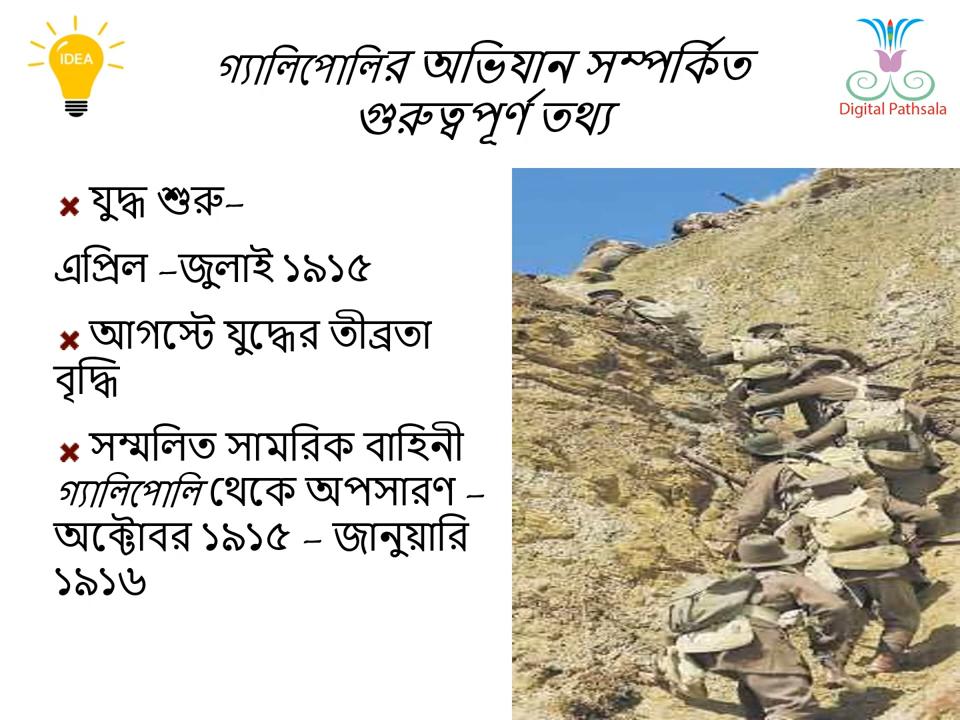 IDEA
গ্যালিপোলির অভিযান সম্পর্কিত
গুরুত্বপূর্ণ তথ্য
Digital Pathsala
যুদ্ধ শুরু–
এপ্রিল –জুলাই ১৯১৫
আগস্টে যুদ্ধের তীব্রতা
বৃদ্ধি
সম্মলিত সামরিক বাহিনী
গ্যালিপোলি থেকে অপসারণ –
অক্টোবর ১৯১৫ – জানুয়ারি
১৯১৬